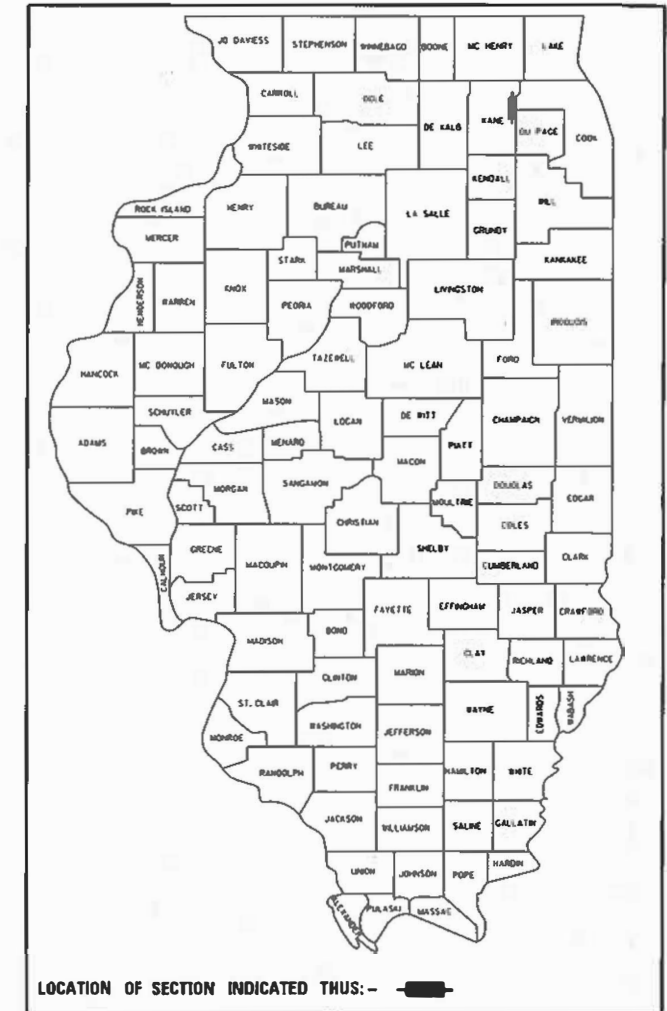 JO DAVIESS STEPHENSON WINNEBAGO BOONE MC HENRY LAKE
CARROLL OGLE DE KALB KANE DU PAGE COOK
WHITESIDE LEE
KENDALL WILL
ROCK ISLAND HENRY BUREAU LA SALLE GRUNDY
MERCER PUTNAM KANKAKEE
STARK MARSHALL
HENDERSON WARREN KNOX PEORIA WOODFORD LIVINGSTON IROQUOIS
HANCOCK MC DONOUGH FULTON TAZEWELL MC LEAN FORD
SCHUYLER MASON LOGAN DE WITT CHAMPAIGN VERMILION
ADAMS BROWN CASS MENARD MACON PIATT
PIKE SCOTT MORGAN SANGAMON MOULTRIE DOUGLAS EDGAR
CHRISTIAN COLES
CALHOUN GREENE MACOUPIN MONTGOMERY SHELBY CUMBERLAND CLARK
JERSEY FAYETTE EFFINGHAM JASPER CRAWFORD
MADISON BOND
CLINTON MARION CLAY RICHLAND LAWRENCE
ST. CLAIR WASHINGTON WAYNE EDWARDS WABASH
MONROE JEFFERSON
RANDOLPH PERRY FRANKLIN HAMILTON WHITE
JACKSON WILLIAMSON SALINE GALLATIN
UNION JOHNSON POPE HARDIN
ALEXANDER PULASKI MASSAC
LOCATION OF SECTION INDICATED THUS:-